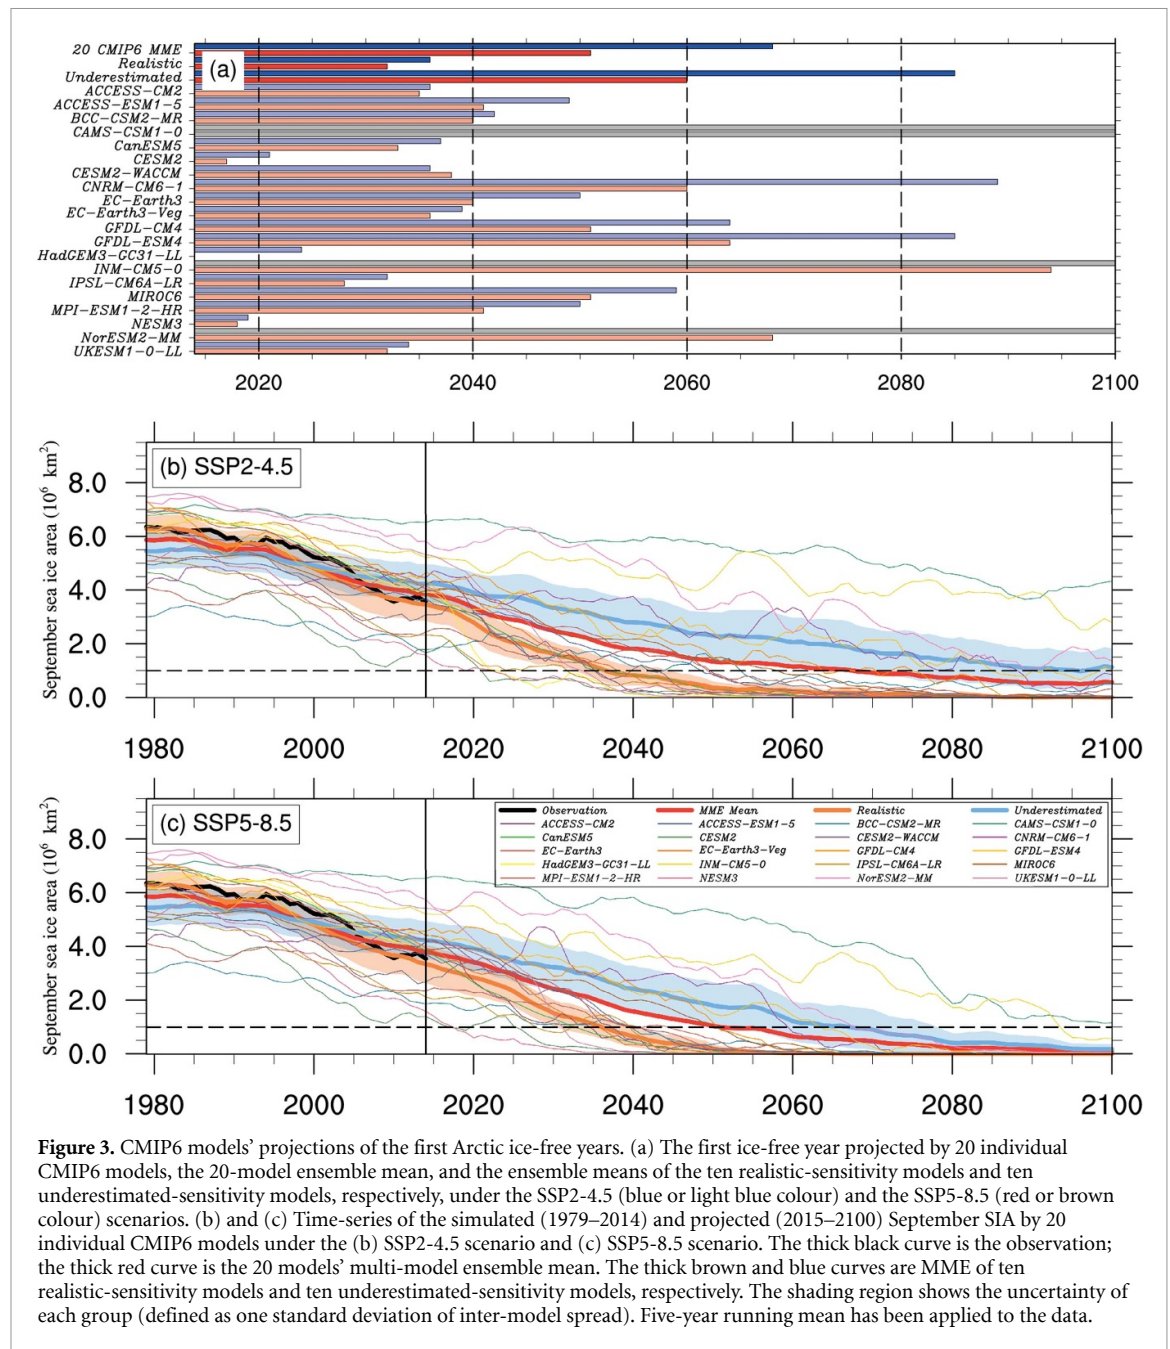 (a)
20 CMIP6 MME
Realistic
Underestimated
ACCESS-CM2
ACCESS-ESM1-5
BCC-CSM2-MR
CAMS-CSM1-0
CanESM5
CESM2
CESM2-WACCM
CNRM-CM6-1
EC-Earth3
EC-Earth3-Veg
GFDL-CM4
GFDL-ESM4
HadGEM3-GC31-LL
INM-CM5-0
IPSL-CM6A-LR
MIROC6
MPI-ESM1-2-HR
NESM3
NorESM2-MM
UKESM1-0-LL
2020 2040 2060 2080 2100
(b) SSP2-4.5
September sea ice area (10⁶ km²)
8.0
6.0
4.0
2.0
0.0
1980 2000 2020 2040 2060 2080 2100
(c) SSP5-8.5
September sea ice area (10⁶ km²)
8.0
6.0
4.0
2.0
0.0
Observation MME Mean Realistic Underestimated
ACCESS-CM2 ACCESS-ESM1-5 BCC-CSM2-MR CAMS-CSM1-0
CanESM5 CESM2 CESM2-WACCM CNRM-CM6-1
EC-Earth3 EC-Earth3-Veg GFDL-CM4 GFDL-ESM4
HadGEM3-GC31-LL INM-CM5-0 IPSL-CM6A-LR MIROC6
MPI-ESM1-2-HR NESM3 NorESM2-MM UKESM1-0-LL
1980 2000 2020 2040 2060 2080 2100
Figure 3. CMIP6 models' projections of the first Arctic ice-free years. (a) The first ice-free year projected by 20 individual
CMIP6 models, the 20-model ensemble mean, and the ensemble means of the ten realistic-sensitivity models and ten
underestimated-sensitivity models, respectively, under the SSP2-4.5 (blue or light blue colour) and the SSP5-8.5 (red or brown
colour) scenarios. (b) and (c) Time-series of the simulated (1979–2014) and projected (2015–2100) September SIA by 20
individual CMIP6 models under the (b) SSP2-4.5 scenario and (c) SSP5-8.5 scenario. The thick black curve is the observation;
the thick red curve is the 20 models' multi-model ensemble mean. The thick brown and blue curves are MME of ten
realistic-sensitivity models and ten underestimated-sensitivity models, respectively. The shading region shows the uncertainty of
each group (defined as one standard deviation of inter-model spread). Five-year running mean has been applied to the data.